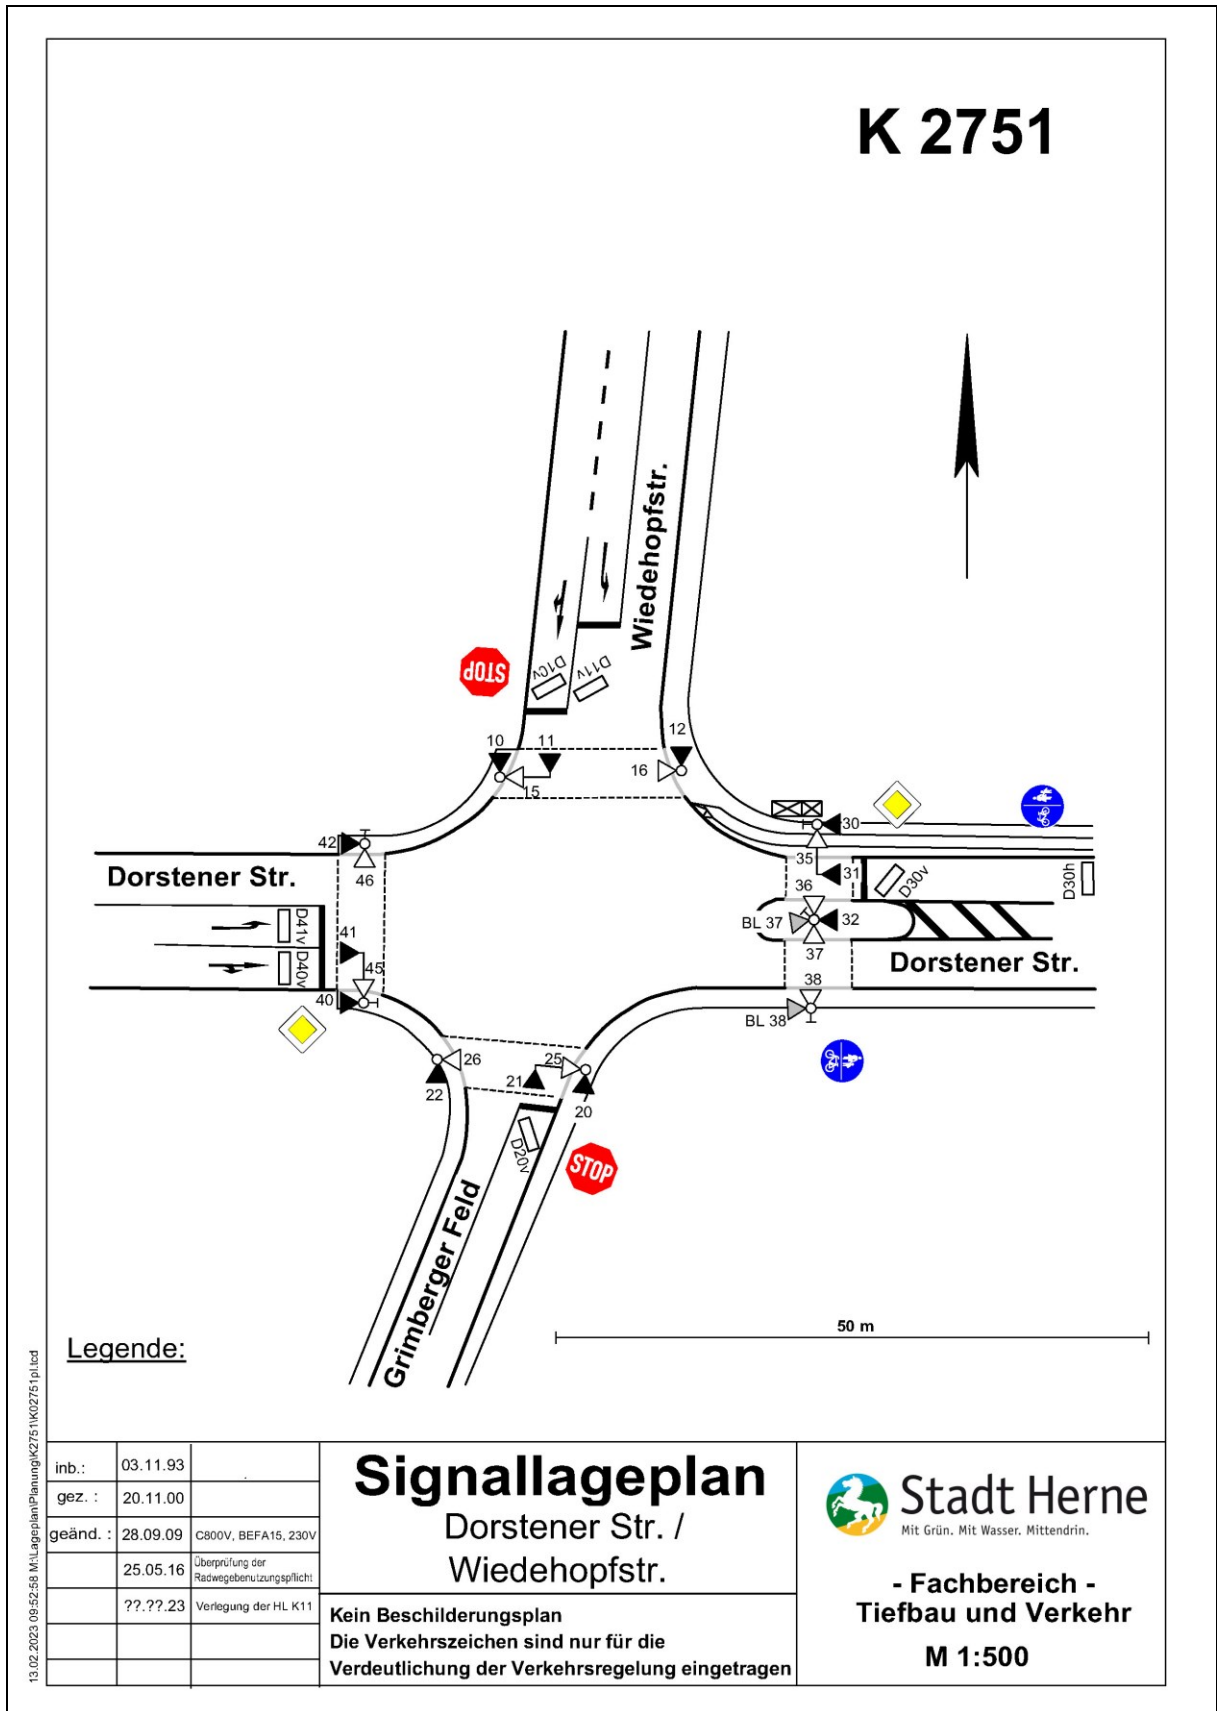 K 2751
Wiedehopfstr.
STOP
D10v
D11v
10
11
12
15
16
42
46
Dorstener Str.
D41v
D40v
41
45
40
30
35
31
36
D30v
D30h
BL 37
32
37
Dorstener Str.
38
BL 38
26
25
22
21
20
D20v
STOP
Grimberger Feld
50 m
Legende:
13.02.2023 09:52:58 M:\Lageplan\Planung\K2751\K02751pl.tcd
inb.: 03.11.93
gez. : 20.11.00
geänd. : 28.09.09 C800V, BEFA15, 230V
25.05.16 Überprüfung der
Radwegebenutzungspflicht
??.??.23 Verlegung der HL K11
Signallageplan
Dorstener Str. /
Wiedehopfstr.
Kein Beschilderungsplan
Die Verkehrszeichen sind nur für die
Verdeutlichung der Verkehrsregelung eingetragen
Stadt Herne
Mit Grün. Mit Wasser. Mittendrin.
- Fachbereich -
Tiefbau und Verkehr
M 1:500